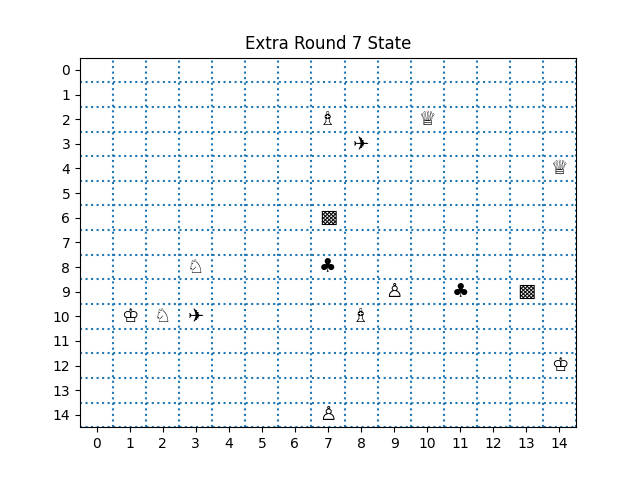 Extra Round 7 State
0
1
2 ♗ ♕
3 ✈
4 ♕
5
6 ▩
7
8 ♘ ♣
9 ♙ ♣ ▩
10 ♔ ♘ ✈ ♗
11
12 ♔
13
14 ♙
0 1 2 3 4 5 6 7 8 9 10 11 12 13 14